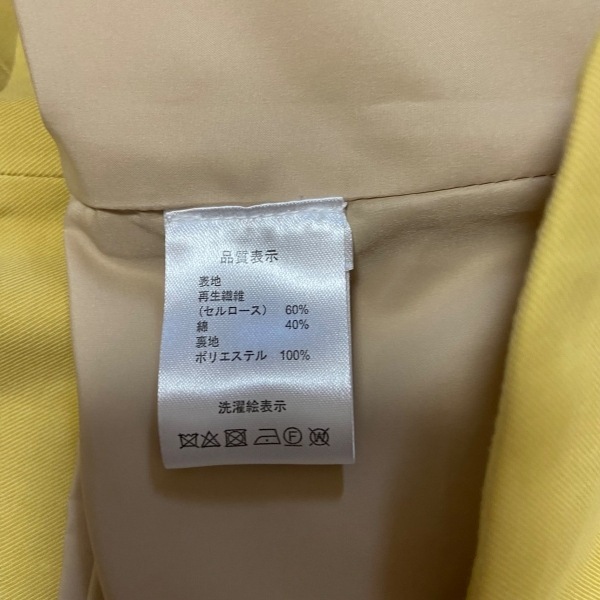 品質表示
表地
再生繊維
(セルロース) 60%
綿 40%
裏地
ポリエステル 100%
洗濯絵表示
F W